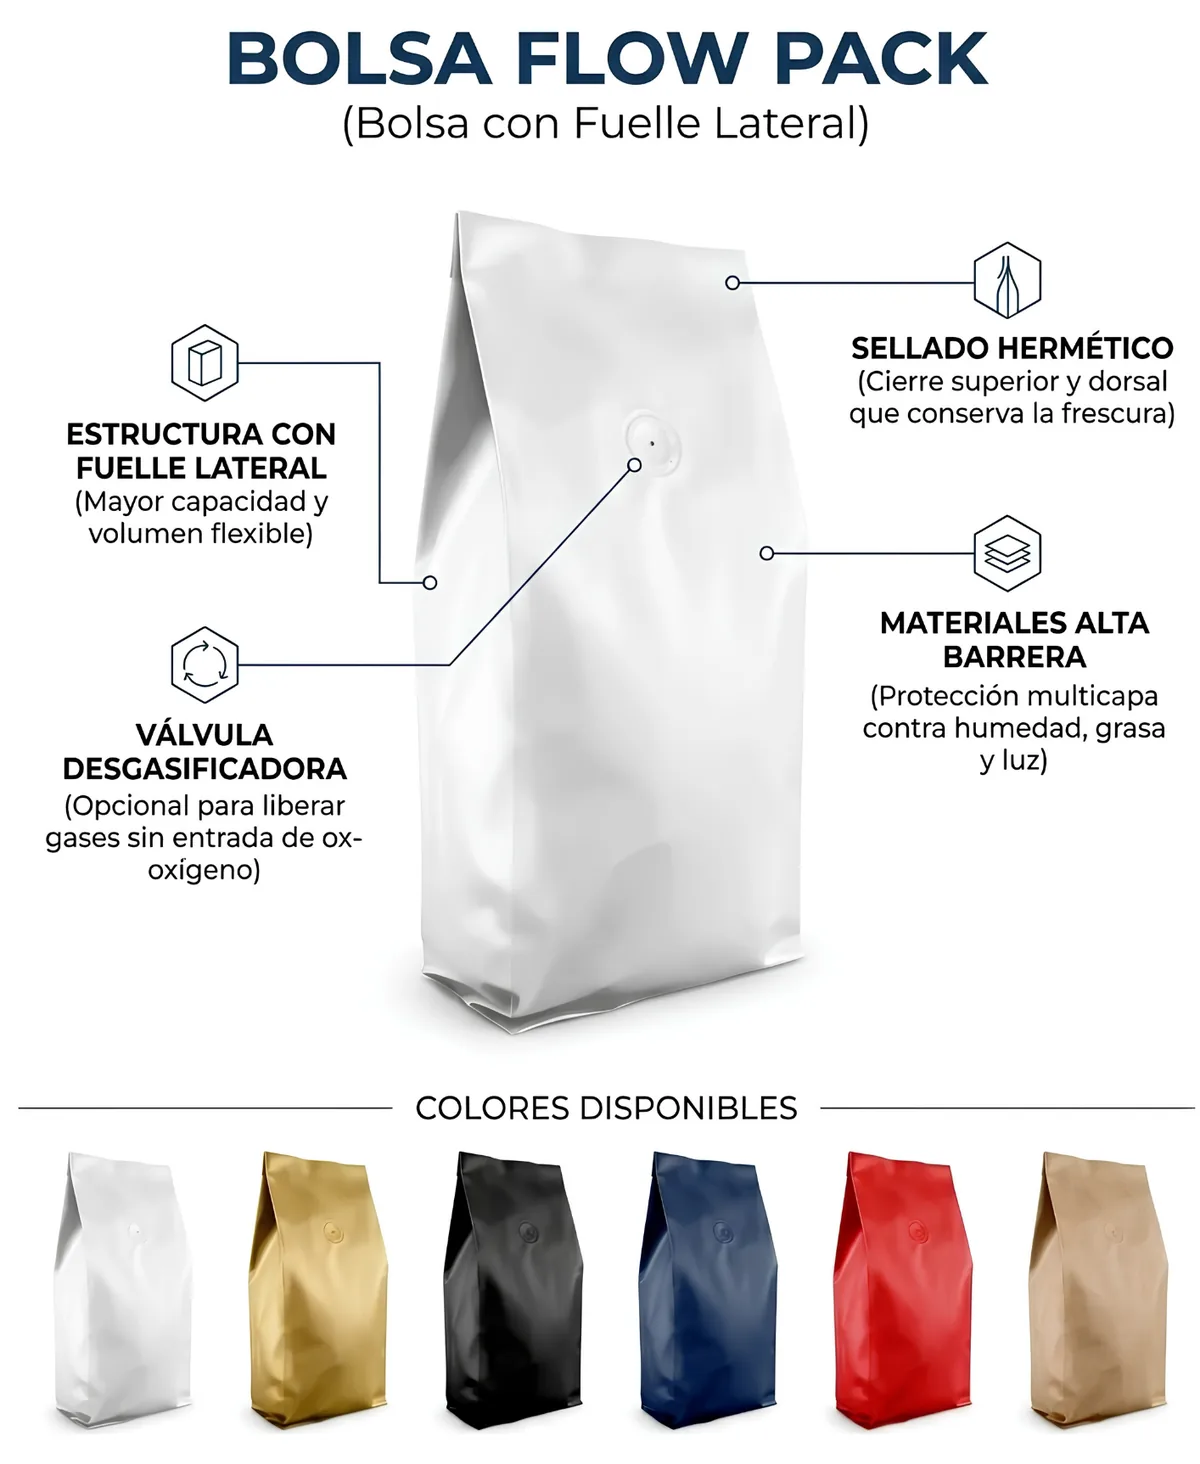 BOLSA FLOW PACK
(Bolsa con Fuelle Lateral)
SELLADO HERMÉTICO
(Cierre superior y dorsal
que conserva la frescura)
ESTRUCTURA CON
FUELLE LATERAL
(Mayor capacidad y
volumen flexible)
MATERIALES ALTA
BARRERA
(Protección multicapa
contra humedad, grasa
y luz)
VÁLVULA
DESGASIFICADORA
(Opcional para liberar
gases sin entrada de ox-
oxígeno)
COLORES DISPONIBLES